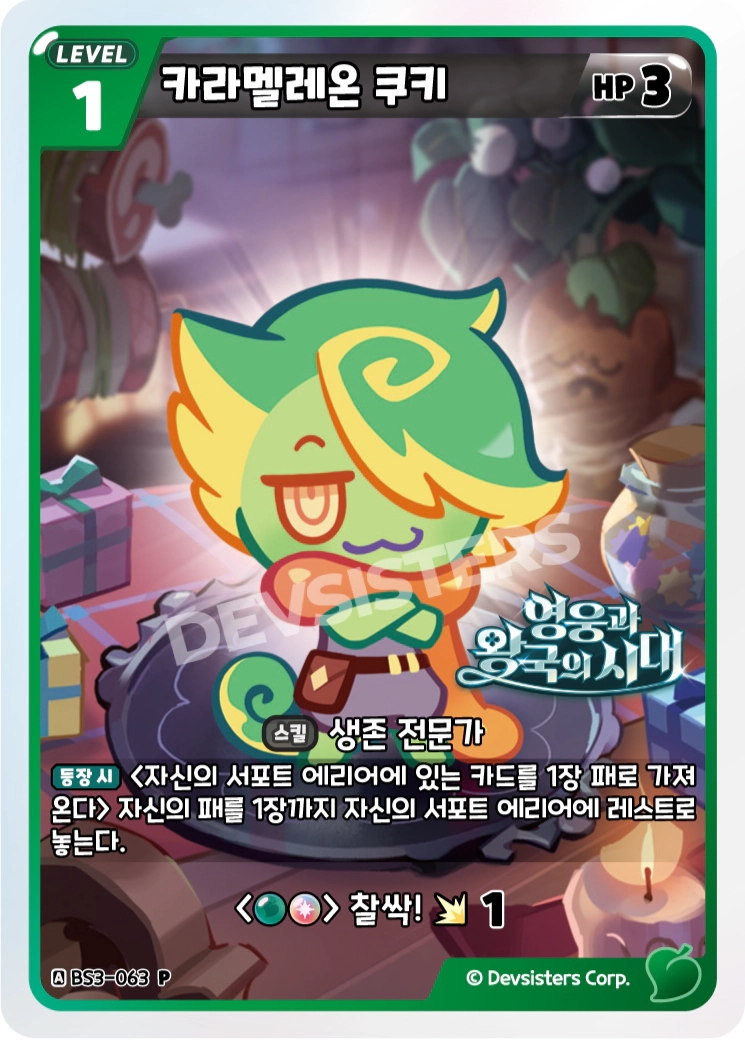 LEVEL
1
카라멜레온 쿠키
HP 3
DEVSISTERS
영웅과
왕국의 시대
스킬 생존 전문가
등장 시 <자신의 서포트 에리어에 있는 카드를 1장 패로 가져
온다> 자신의 패를 1장까지 자신의 서포트 에리어에 레스트로
놓는다.
< > 찰싹! 1
A BS3-063 P
© Devsisters Corp.